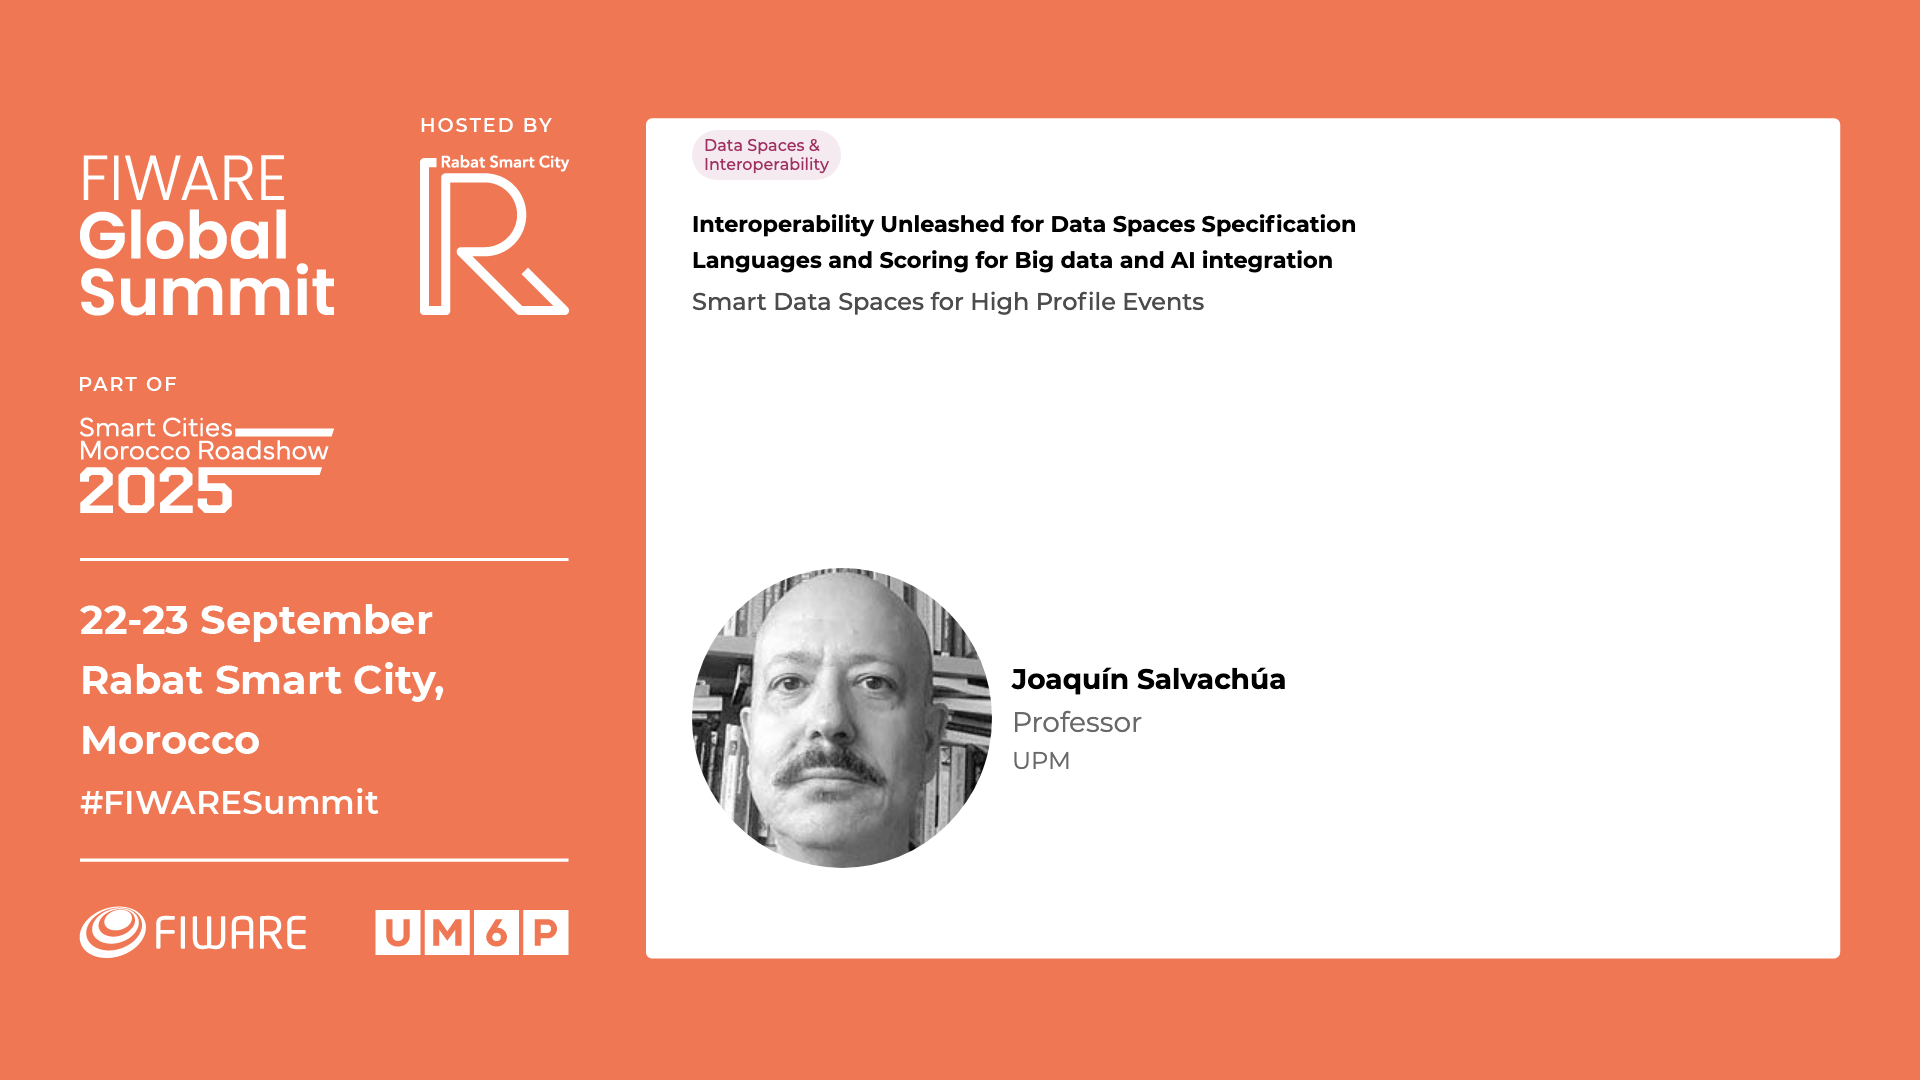 FIWARE
Global
Summit
HOSTED BY
Rabat Smart City
R
PART OF
Smart Cities
Morocco Roadshow
2025
22-23 September
Rabat Smart City,
Morocco
#FIWARESummit
FIWARE
UM6P
Data Spaces &
Interoperability
Interoperability Unleashed for Data Spaces Specification
Languages and Scoring for Big data and AI integration
Smart Data Spaces for High Profile Events
Joaquín Salvachúa
Professor
UPM